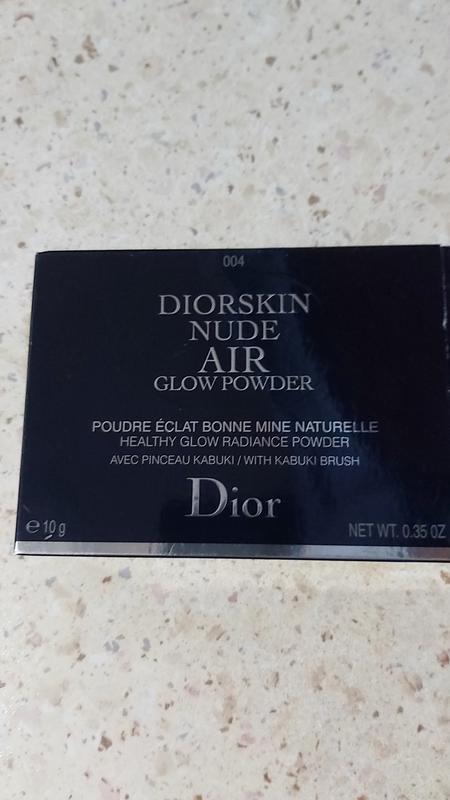 004
DIORSKIN
NUDE
AIR
GLOW POWDER
POUDRE ÉCLAT BONNE MINE NATURELLE
HEALTHY GLOW RADIANCE POWDER
AVEC PINCEAU KABUKI / WITH KABUKI BRUSH
Dior
℮ 10 g NET WT. 0.35 OZ